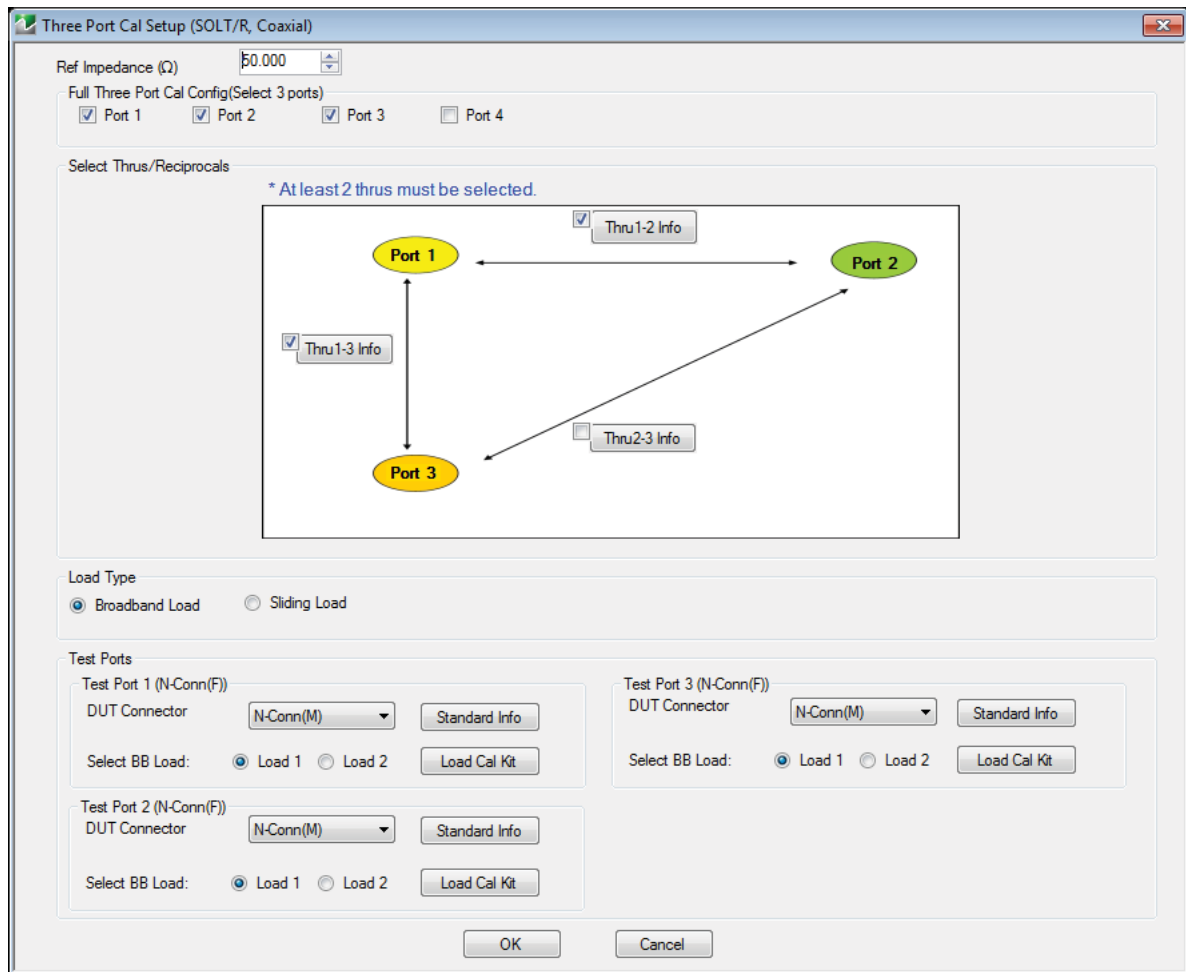 Three Port Cal Setup (SOLT/R, Coaxial)
Ref Impedance (Ω) 50.000
Full Three Port Cal Config(Select 3 ports)
Port 1 Port 2 Port 3 Port 4
Select Thrus/Reciprocals
* At least 2 thrus must be selected.
Thru1-2 Info
Port 1
Port 2
Thru1-3 Info
Thru2-3 Info
Port 3
Load Type
Broadband Load Sliding Load
Test Ports
Test Port 1 (N-Conn(F))
DUT Connector N-Conn(M) Standard Info
Select BB Load: Load 1 Load 2 Load Cal Kit
Test Port 3 (N-Conn(F))
DUT Connector N-Conn(M) Standard Info
Select BB Load: Load 1 Load 2 Load Cal Kit
Test Port 2 (N-Conn(F))
DUT Connector N-Conn(M) Standard Info
Select BB Load: Load 1 Load 2 Load Cal Kit
OK Cancel